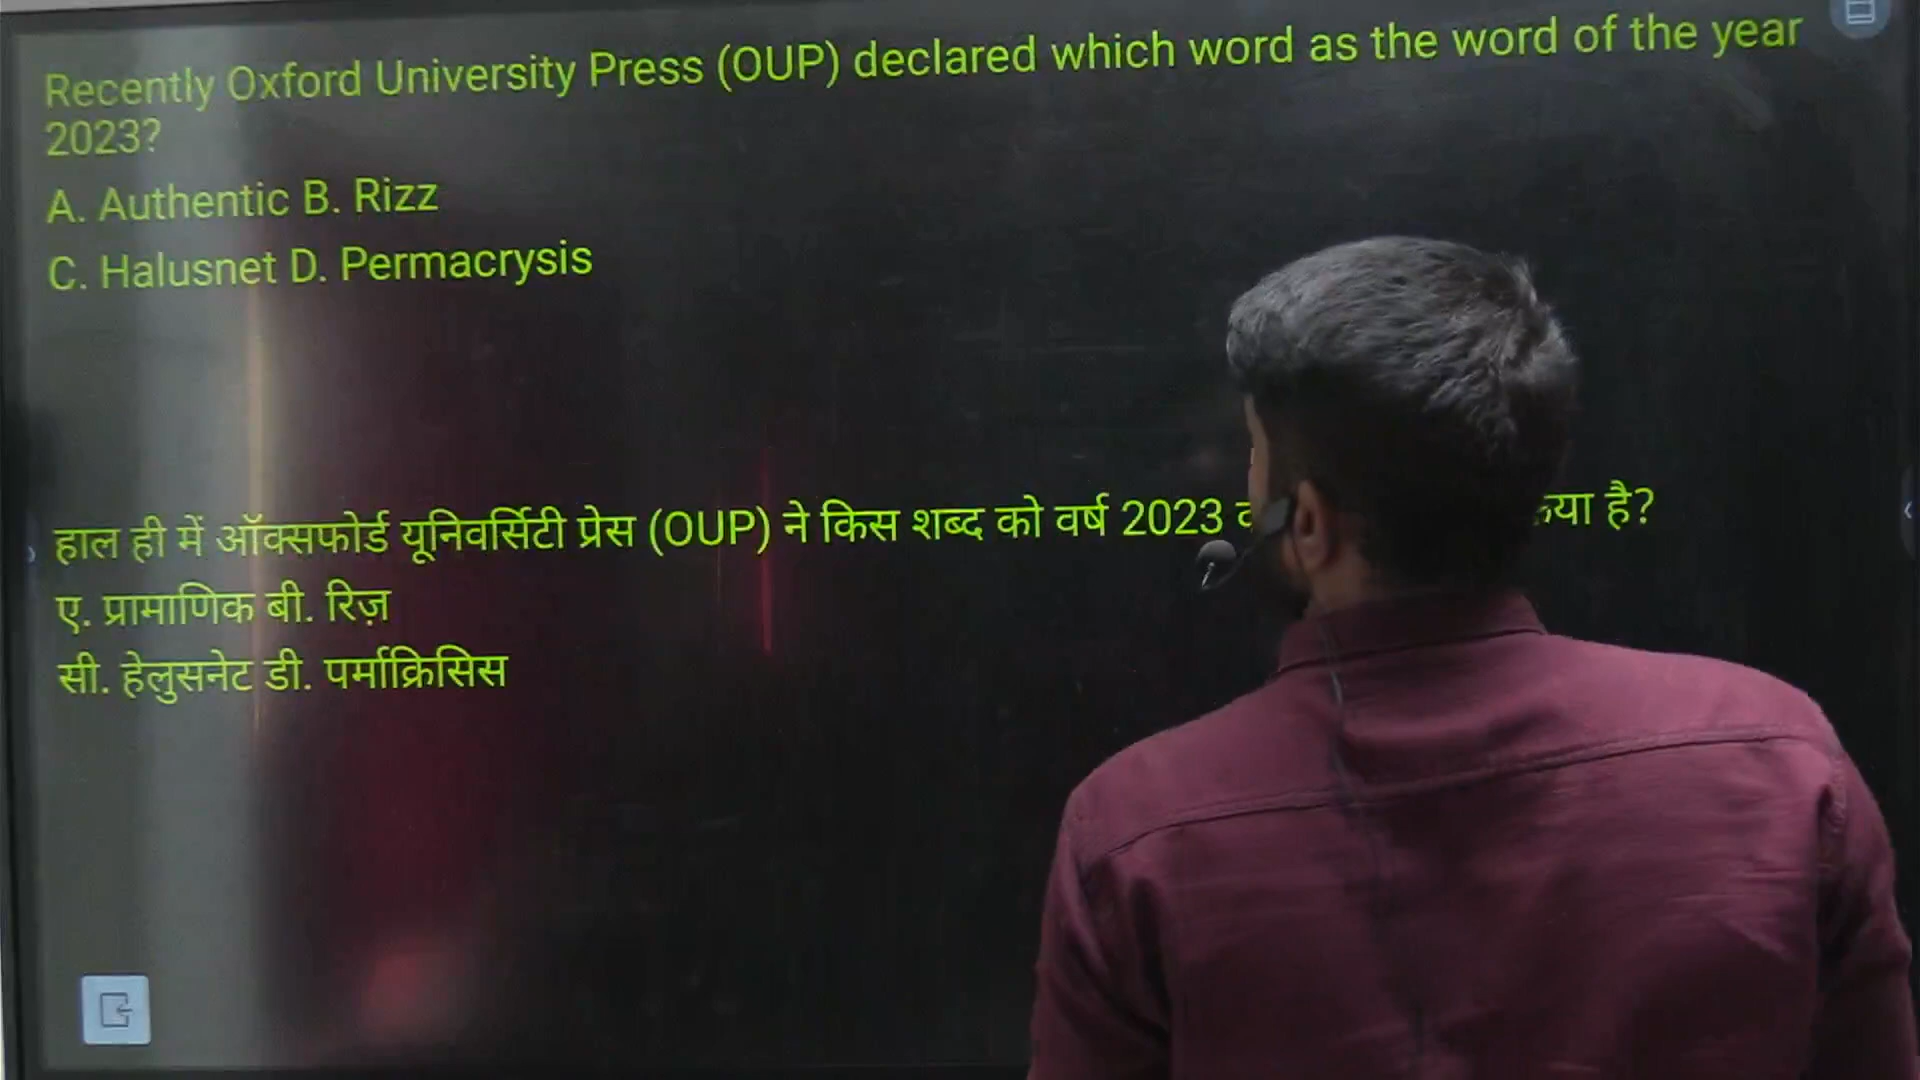 Recently Oxford University Press (OUP) declared which word as the word of the year
2023?
A. Authentic B. Rizz
C. Halusnet D. Permacrysis
हाल ही में ऑक्सफोर्ड यूनिवर्सिटी प्रेस (OUP) ने किस शब्द को वर्ष 2023 है?
ए. प्रामाणिक बी. रिज़
सी. हेलुसनेट डी. पर्माक्रिसिस